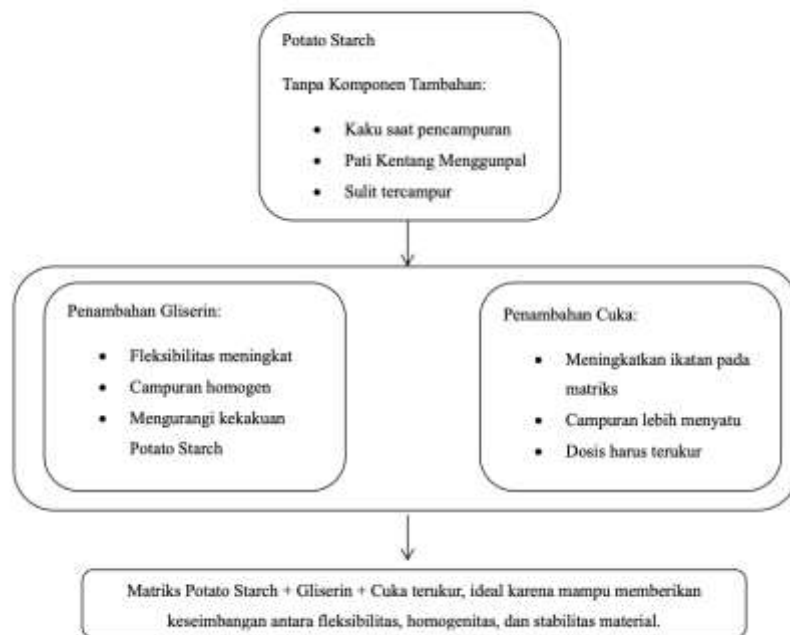 Potato Starch
Tanpa Komponen Tambahan:
• Kaku saat pencampuran
• Pati Kentang Menggunpal
• Sulit tercampur
Penambahan Gliserin:
• Fleksibilitas meningkat
• Campuran homogen
• Mengurangi kekakuan
Potato Starch
Penambahan Cuka:
• Meningkatkan ikatan pada
matriks
• Campuran lebih menyatu
• Dosis harus terukur
Matriks Potato Starch + Gliserin + Cuka terukur, ideal karena mampu memberikan
keseimbangan antara fleksibilitas, homogenitas, dan stabilitas material.